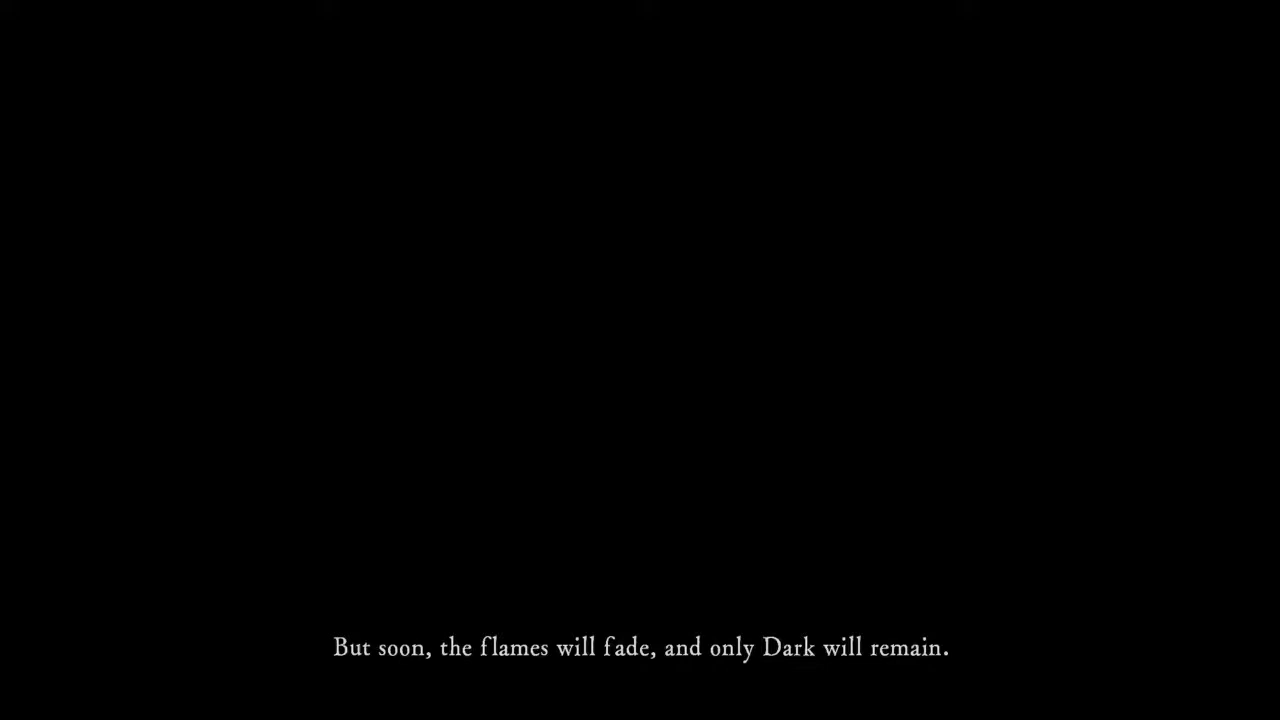 But soon, the flames will fade, and only Dark will remain.